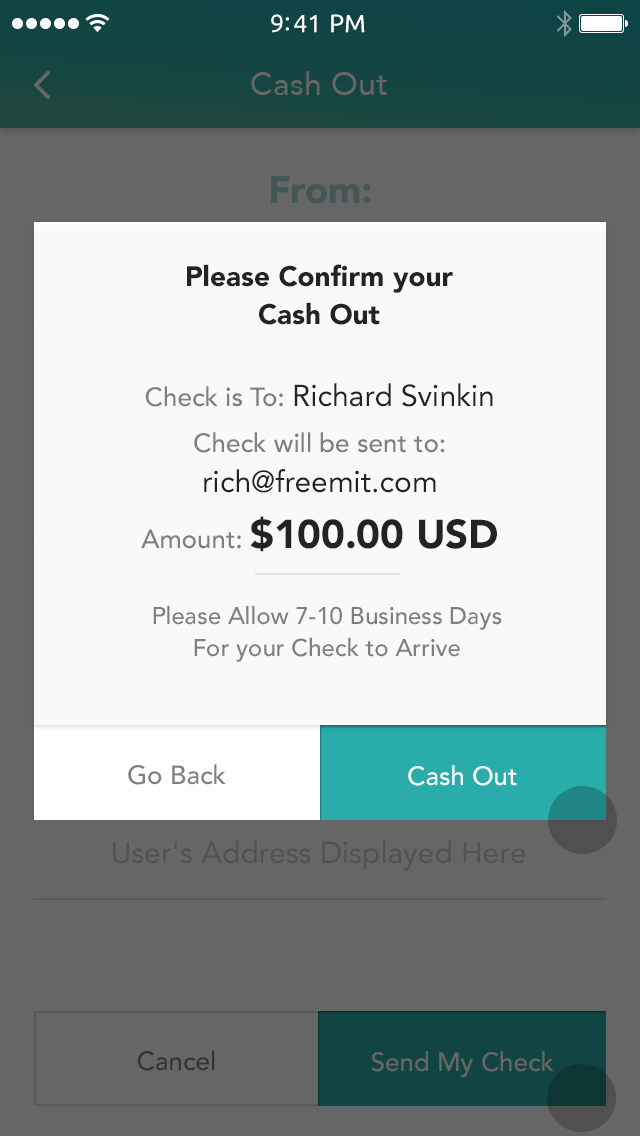 9:41 PM
Cash Out
From:
Please Confirm your
Cash Out
Check is To: Richard Svinkin
Check will be sent to:
rich@freemit.com
Amount: $100.00 USD
Please Allow 7-10 Business Days
For your Check to Arrive
Go Back
Cash Out
User's Address Displayed Here
Cancel
Send My Check